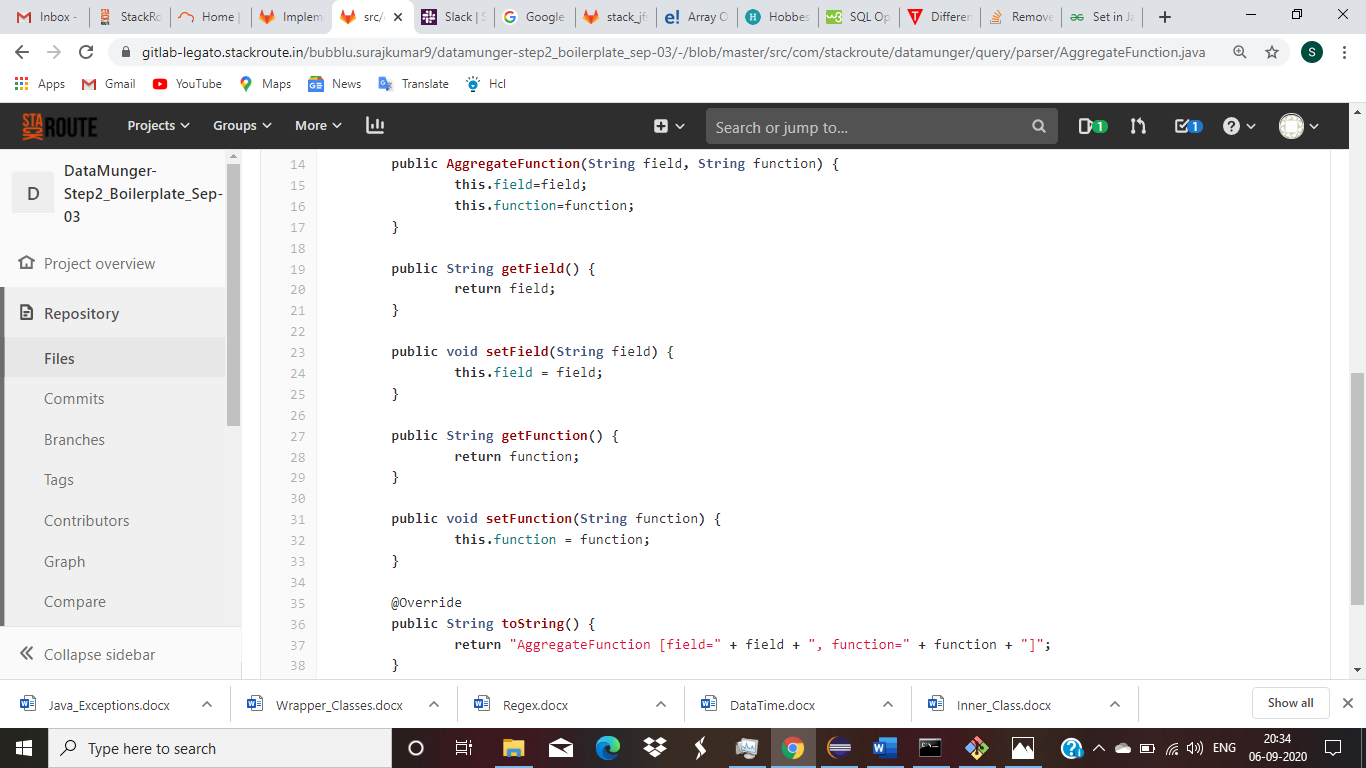 Inbox -
StackRo
Home |
Implem
src/
Slack | S
Google
stack_jf
Array O
Hobbes
SQL Op
Differen
Remove
Set in Ja
gitlab-legato.stackroute.in/bubblu.surajkumar9/datamunger-step2_boilerplate_sep-03/-/blob/master/src/com/stackroute/datamunger/query/parser/AggregateFunction.java
S
Apps
Gmail
YouTube
Maps
News
Translate
Hcl
STACK ROUTE
Projects
Groups
More
Search or jump to...
1
1
D
DataMunger-
Step2_Boilerplate_Sep-
03
Project overview
Repository
Files
Commits
Branches
Tags
Contributors
Graph
Compare
Collapse sidebar
14 public AggregateFunction(String field, String function) {
15 this.field=field;
16 this.function=function;
17 }
18
19 public String getField() {
20 return field;
21 }
22
23 public void setField(String field) {
24 this.field = field;
25 }
26
27 public String getFunction() {
28 return function;
29 }
30
31 public void setFunction(String function) {
32 this.function = function;
33 }
34
35 @Override
36 public String toString() {
37 return "AggregateFunction [field=" + field + ", function=" + function + "]";
38 }
Java_Exceptions.docx
Wrapper_Classes.docx
Regex.docx
DataTime.docx
Inner_Class.docx
Show all
Type here to search
ENG
20:34
06-09-2020